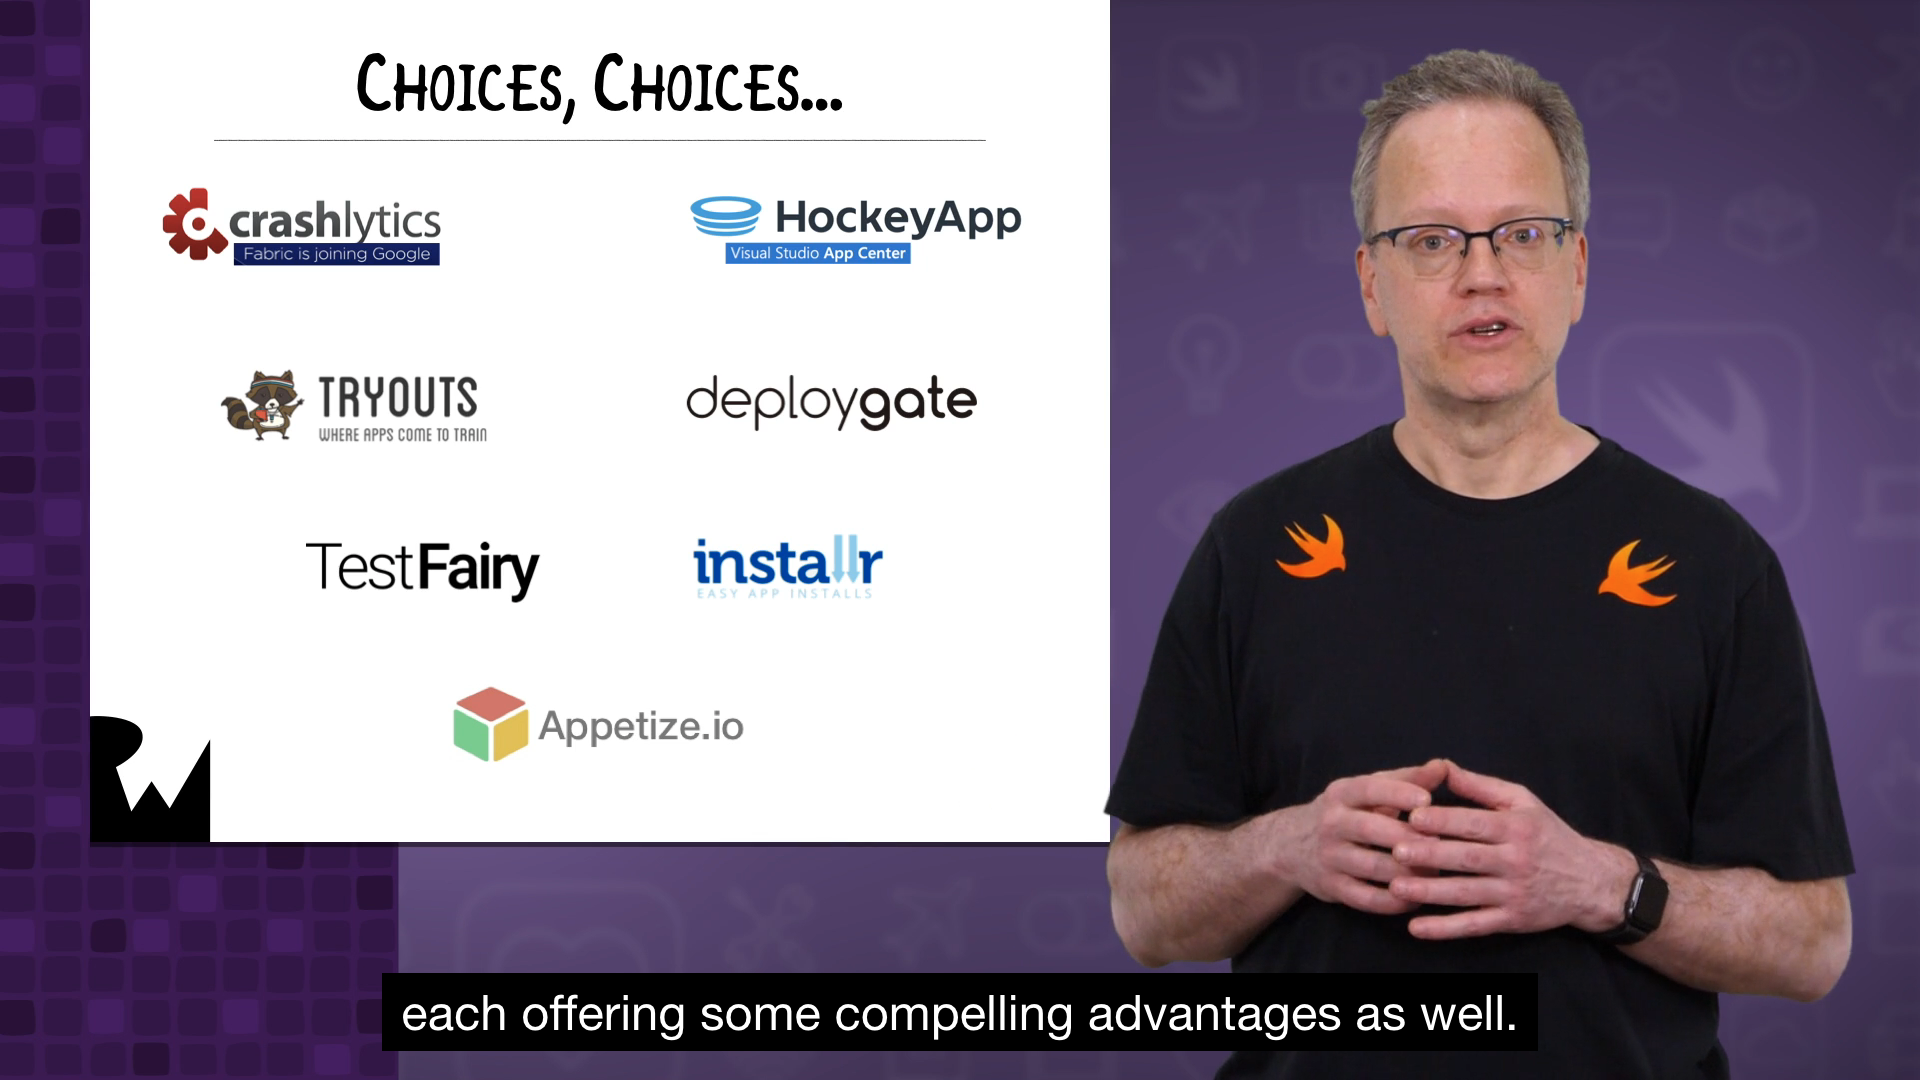 CHOICES, CHOICES...
crashlytics
Fabric is joining Google
HockeyApp
Visual Studio App Center
TRYOUTS
WHERE APPS COME TO TRAIN
deploygate
TestFairy
installr
EASY APP INSTALLS
Appetize.io
RW
each offering some compelling advantages as well.